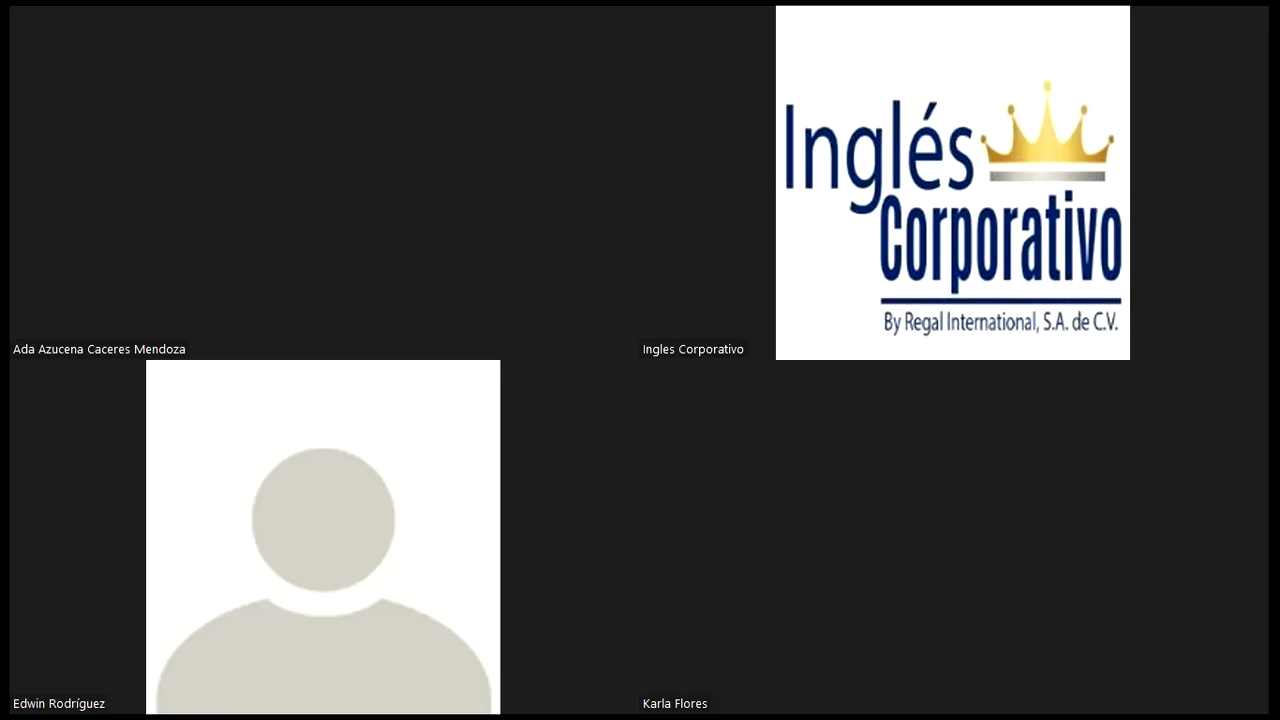 Inglés
Corporativo
By Regal International, S.A. de C.V.
Ada Azucena Caceres Mendoza
Ingles Corporativo
Edwin Rodríguez
Karla Flores